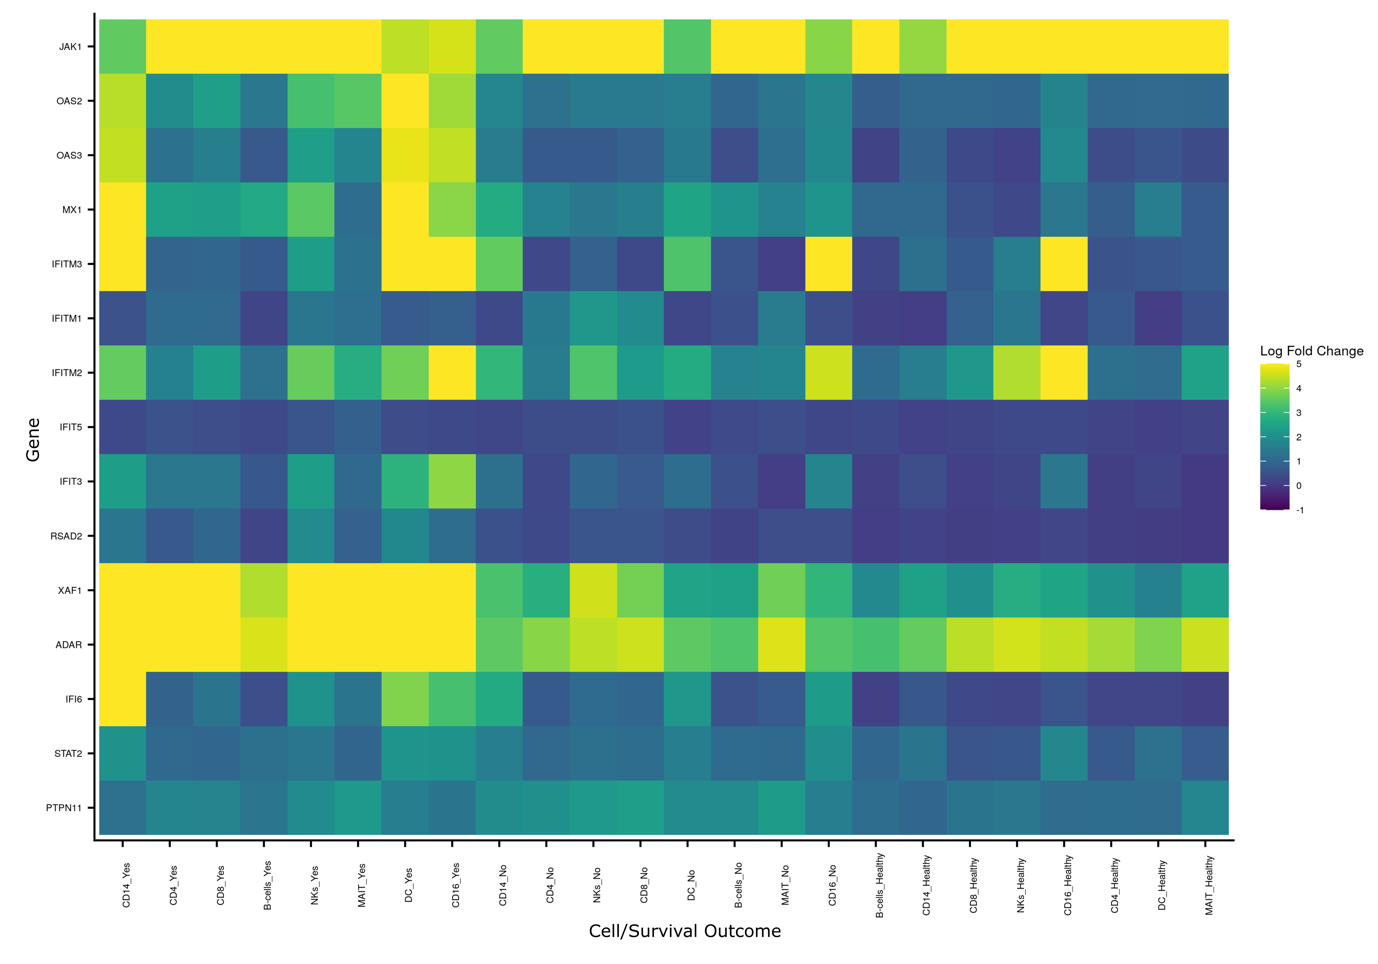 JAK1
OAS2
OAS3
MX1
IFITM3
IFITM1
IFITM2
IFIT5
IFIT3
RSAD2
XAF1
ADAR
IFI6
STAT2
PTPN11
Gene
CD14_Yes
CD4_Yes
CD8_Yes
B-cells_Yes
NKs_Yes
MAIT_Yes
DC_Yes
CD16_Yes
CD14_No
CD4_No
NKs_No
CD8_No
DC_No
B-cells_No
MAIT_No
CD16_No
B-cells_Healthy
CD14_Healthy
CD8_Healthy
NKs_Healthy
CD16_Healthy
CD4_Healthy
DC_Healthy
MAIT_Healthy
Cell/Survival Outcome
Log Fold Change
5
4
3
2
1
0
-1